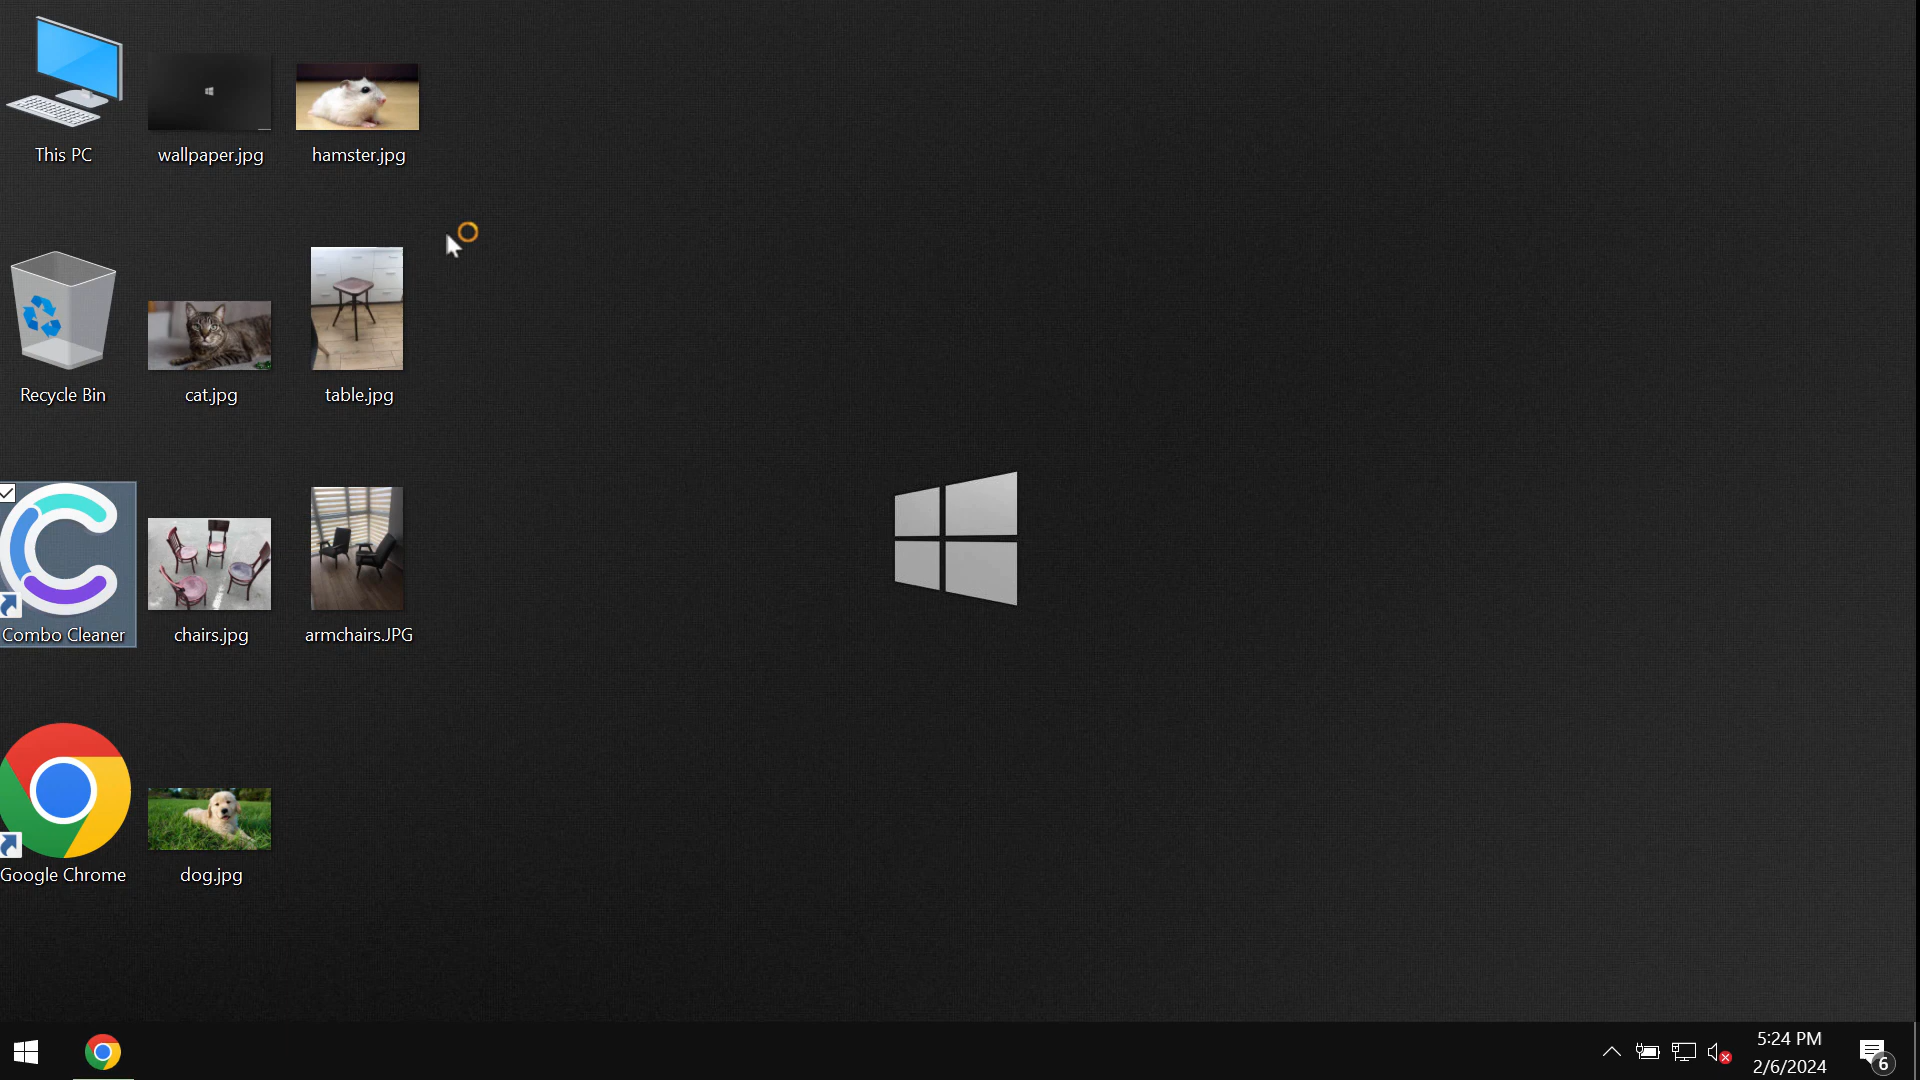 This PC
wallpaper.jpg
hamster.jpg
Recycle Bin
cat.jpg
table.jpg
Combo Cleaner
chairs.jpg
armchairs.JPG
Google Chrome
dog.jpg
5:24 PM
2/6/2024
6